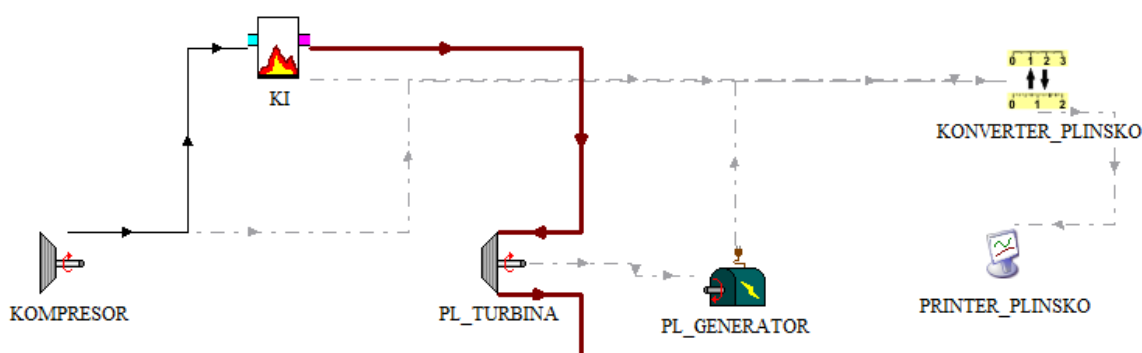 0 1 2 3
KI
0 1 2
KONVERTER_PLINSKO
KOMPRESOR
PL_TURBINA
PL_GENERATOR
PRINTER_PLINSKO